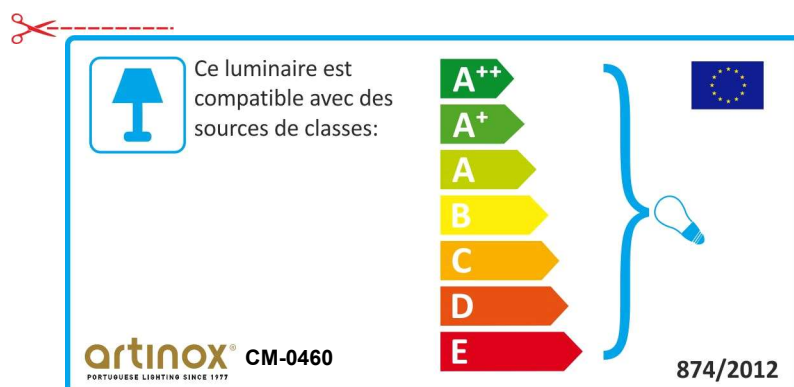 Ce luminaire est
compatible avec des
sources de classes:
A++
A+
A
B
C
D
E
artinox® CM-0460
PORTUGUESE LIGHTING SINCE 1977
874/2012